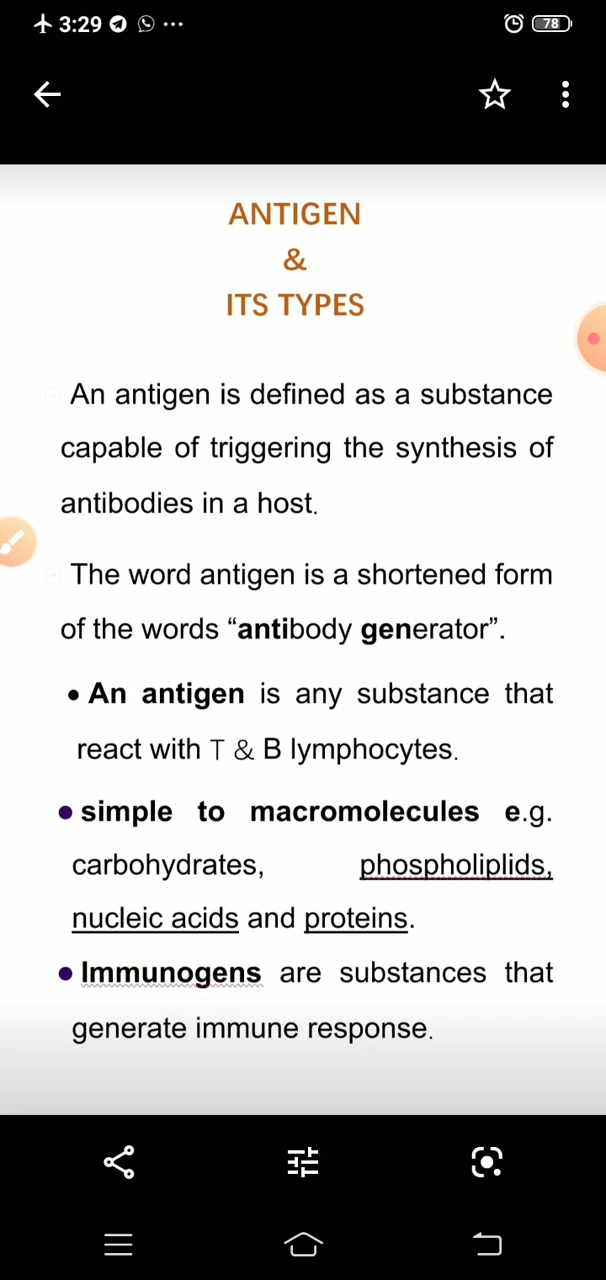 3:29 ...
78
ANTIGEN
&
ITS TYPES
An antigen is defined as a substance
capable of triggering the synthesis of
antibodies in a host.
The word antigen is a shortened form
of the words “antibody generator”.
• An antigen is any substance that
react with T & B lymphocytes.
• simple to macromolecules e.g.
carbohydrates, phospholiplids,
nucleic acids and proteins.
• Immunogens are substances that
generate immune response.